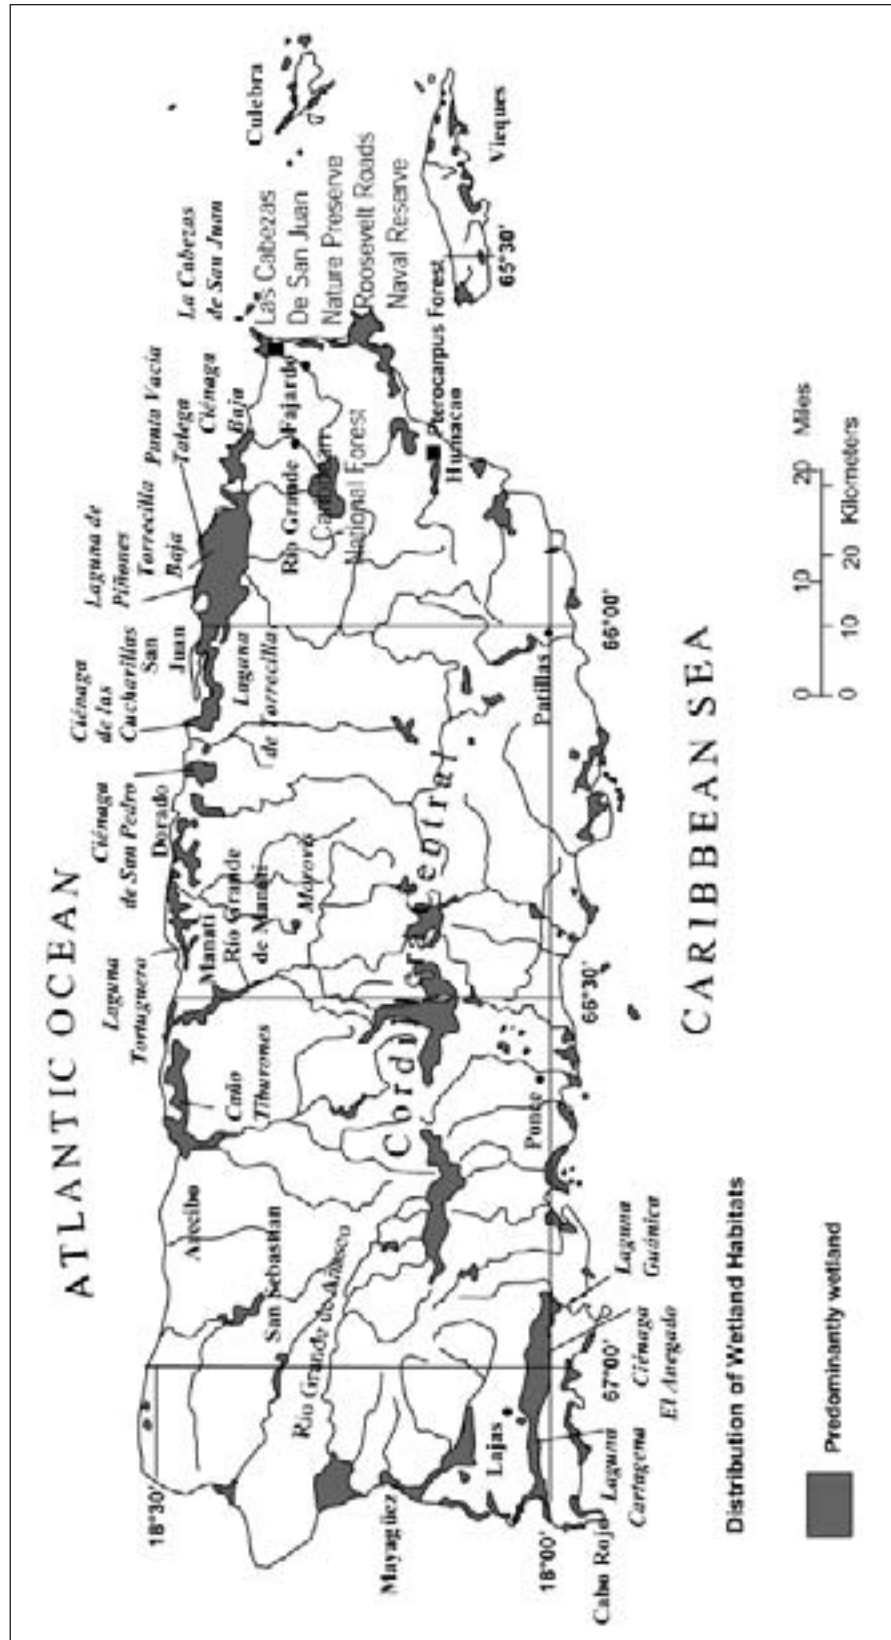 ATLANTIC OCEAN
Laguna
Tortuguero
Ciénaga
de San Pedro
Dorado
Ciénaga
de las
Cucharillas
San
Juan
Laguna de
Piñones
Torrecilla
Baja
Punta Vacía
Talega
Ciénaga
Baja
La Cabezas
de San Juan
Las Cabezas
De San Juan
Nature Preserve
Roosevelt Roads
Naval Reserve
Culebra
Vieques
65°30'
18°30'
Arecibo
San Sebastían
Caño
Tiburones
Manatí
Río Grande
de Manatí
Morovis
Laguna
de Torrecilla
Río Grande
Fajardo
Caribbean
National Forest
Pterocarpus Forest
Humacao
Río Grande de Añasco
Cordillera Central
Mayagüez
Lajas
Ponce
Patillas
18°00'
Cabo Rojo
Laguna
Cartagena
67°00'
Ciénaga
El Anegado
Laguna
Guánica
66°30'
66°00'
CARIBBEAN SEA
Distribution of Wetland Habitats
Predominantly wetland
0 10 20 Miles
0 10 20 Kilometers